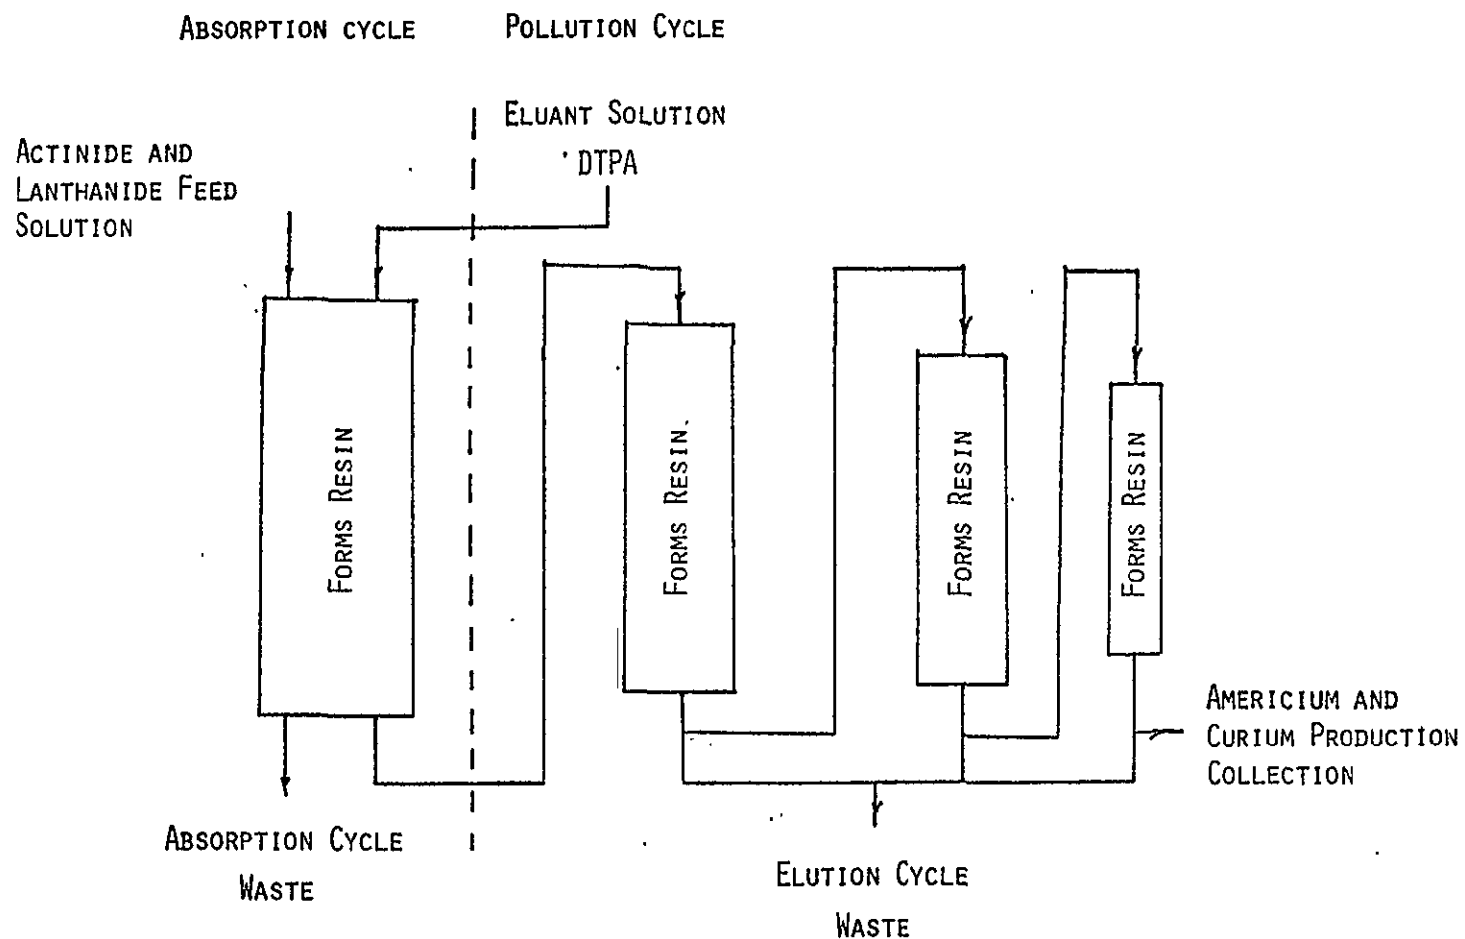 ABSORPTION CYCLE
POLLUTION CYCLE
ELUANT SOLUTION
DTPA
ACTINIDE AND
LANTHANIDE FEED
SOLUTION
FORMS RESIN
FORMS RESIN.
FORMS RESIN
FORMS RESIN
AMERICIUM AND
CURIUM PRODUCTION
COLLECTION
ABSORPTION CYCLE
WASTE
ELUTION CYCLE
WASTE